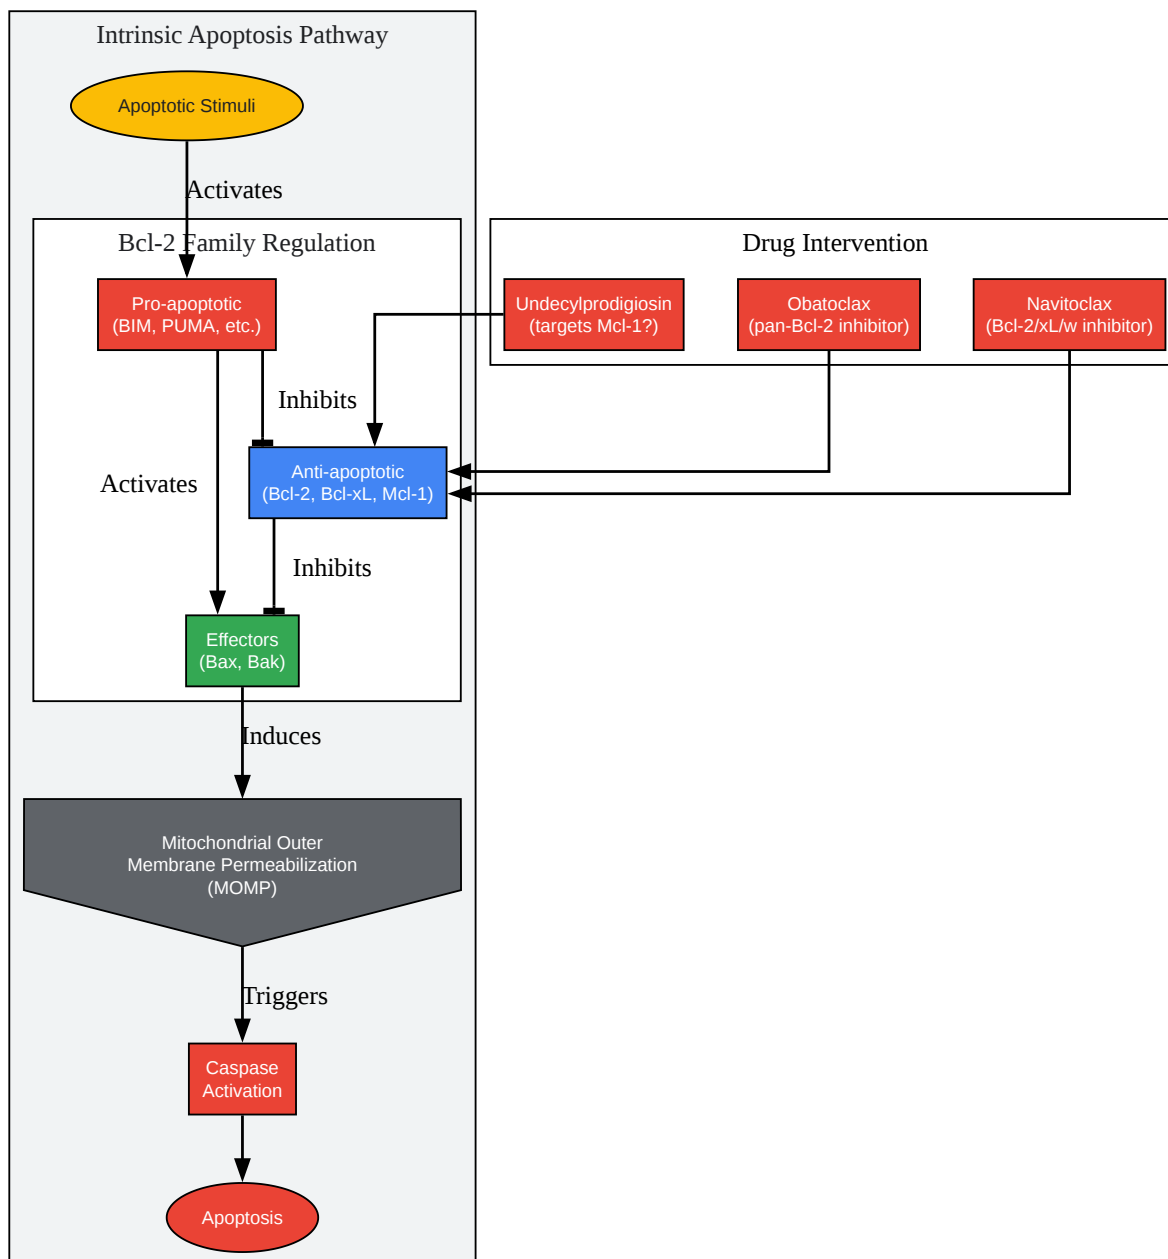 Intrinsic Apoptosis Pathway
Apoptotic Stimuli
Activates
Bcl-2 Family Regulation
Drug Intervention
Pro-apoptotic
(BIM, PUMA, etc.)
Undecylprodigiosin
(targets Mcl-1?)
Obatoclax
(pan-Bcl-2 inhibitor)
Navitoclax
(Bcl-2/xL/w inhibitor)
Inhibits
Anti-apoptotic
(Bcl-2, Bcl-xL, Mcl-1)
Activates
Inhibits
Effectors
(Bax, Bak)
Induces
Mitochondrial Outer
Membrane Permeabilization
(MOMP)
Triggers
Caspase
Activation
Apoptosis